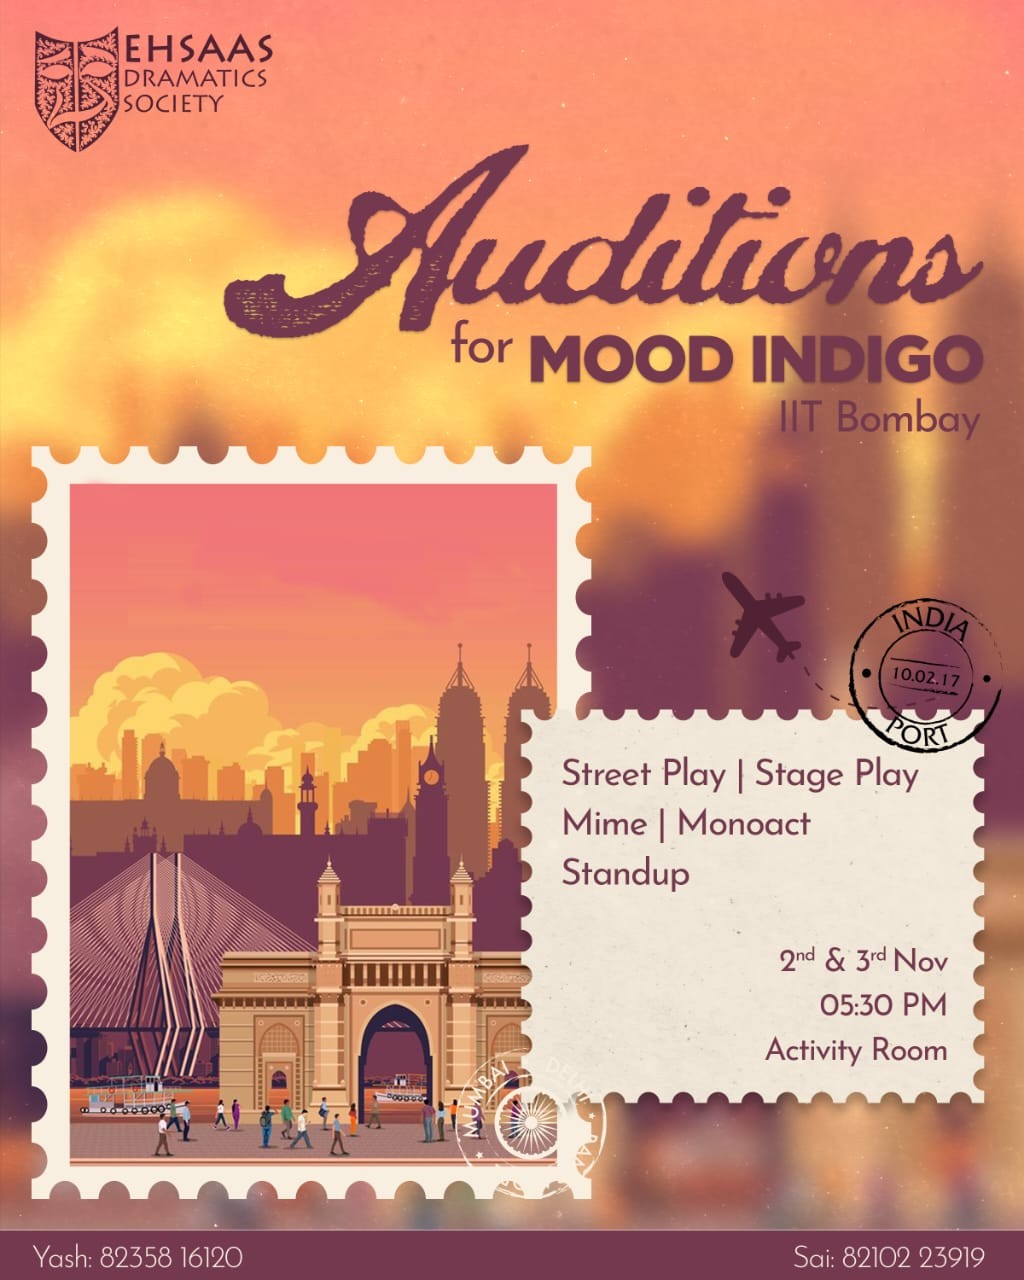 EHSAAS
DRAMATICS
SOCIETY
Auditions
for MOOD INDIGO
IIT Bombay
INDIA
10.02.17
PORT
Street Play | Stage Play
Mime | Monoact
Standup
2nd & 3rd Nov
05:30 PM
Activity Room
MUMBAI
DELHI
Yash: 82358 16120
Sai: 82102 23919